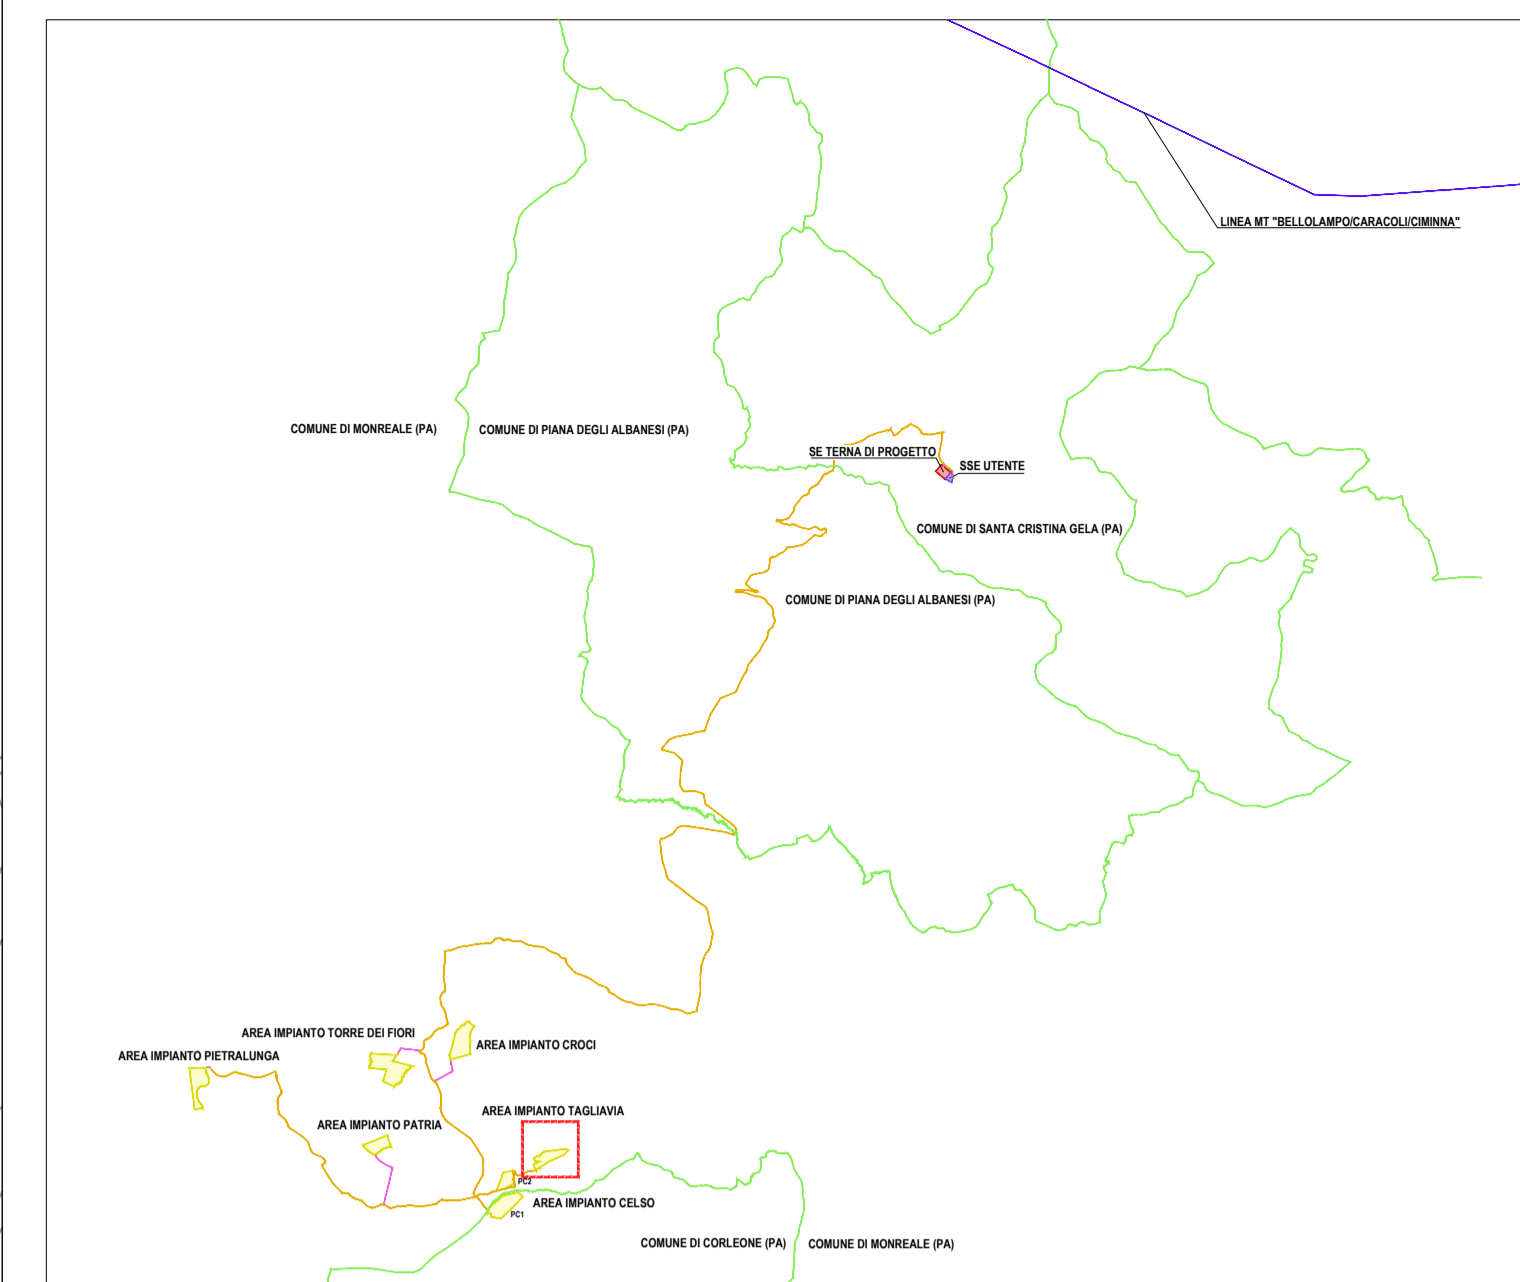 LINEA MT "BELLOLAMPO/CARACOLI/CIMINNA"
COMUNE DI MONREALE (PA)
COMUNE DI PIANA DEGLI ALBANESI (PA)
SE TERNA DI PROGETTO
SSE UTENTE
COMUNE DI SANTA CRISTINA GELA (PA)
COMUNE DI PIANA DEGLI ALBANESI (PA)
AREA IMPIANTO TORRE DEI FIORI
AREA IMPIANTO CROCI
AREA IMPIANTO PIETRALUNGA
AREA IMPIANTO TAGLIAVIA
AREA IMPIANTO PATRIA
PC2
AREA IMPIANTO CELSO
PC1
COMUNE DI CORLEONE (PA)
COMUNE DI MONREALE (PA)